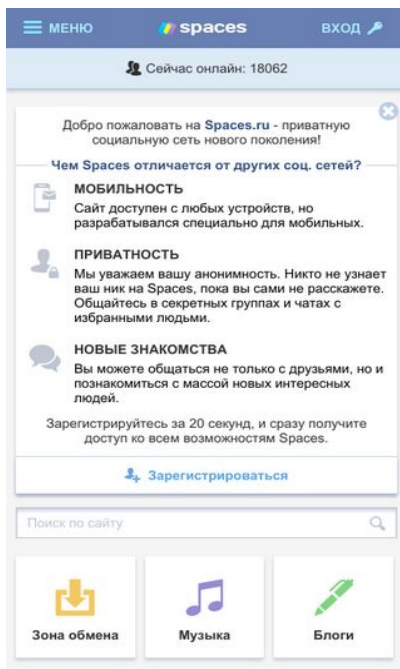 МЕНЮ spaces ВХОД
Сейчас онлайн: 18062
Добро пожаловать на Spaces.ru - приватную
социальную сеть нового поколения!
Чем Spaces отличается от других соц. сетей?
МОБИЛЬНОСТЬ
Сайт доступен с любых устройств, но
разрабатывался специально для мобильных.
ПРИВАТНОСТЬ
Мы уважаем вашу анонимность. Никто не узнает
ваш ник на Spaces, пока вы сами не расскажете.
Общайтесь в секретных группах и чатах с
избранными людьми.
НОВЫЕ ЗНАКОМСТВА
Вы можете общаться не только с друзьями, но и
познакомиться с массой новых интересных
людей.
Зарегистрируйтесь за 20 секунд, и сразу получите
доступ ко всем возможностям Spaces.
Зарегистрироваться
Поиск по сайту
Зона обмена Музыка Блоги